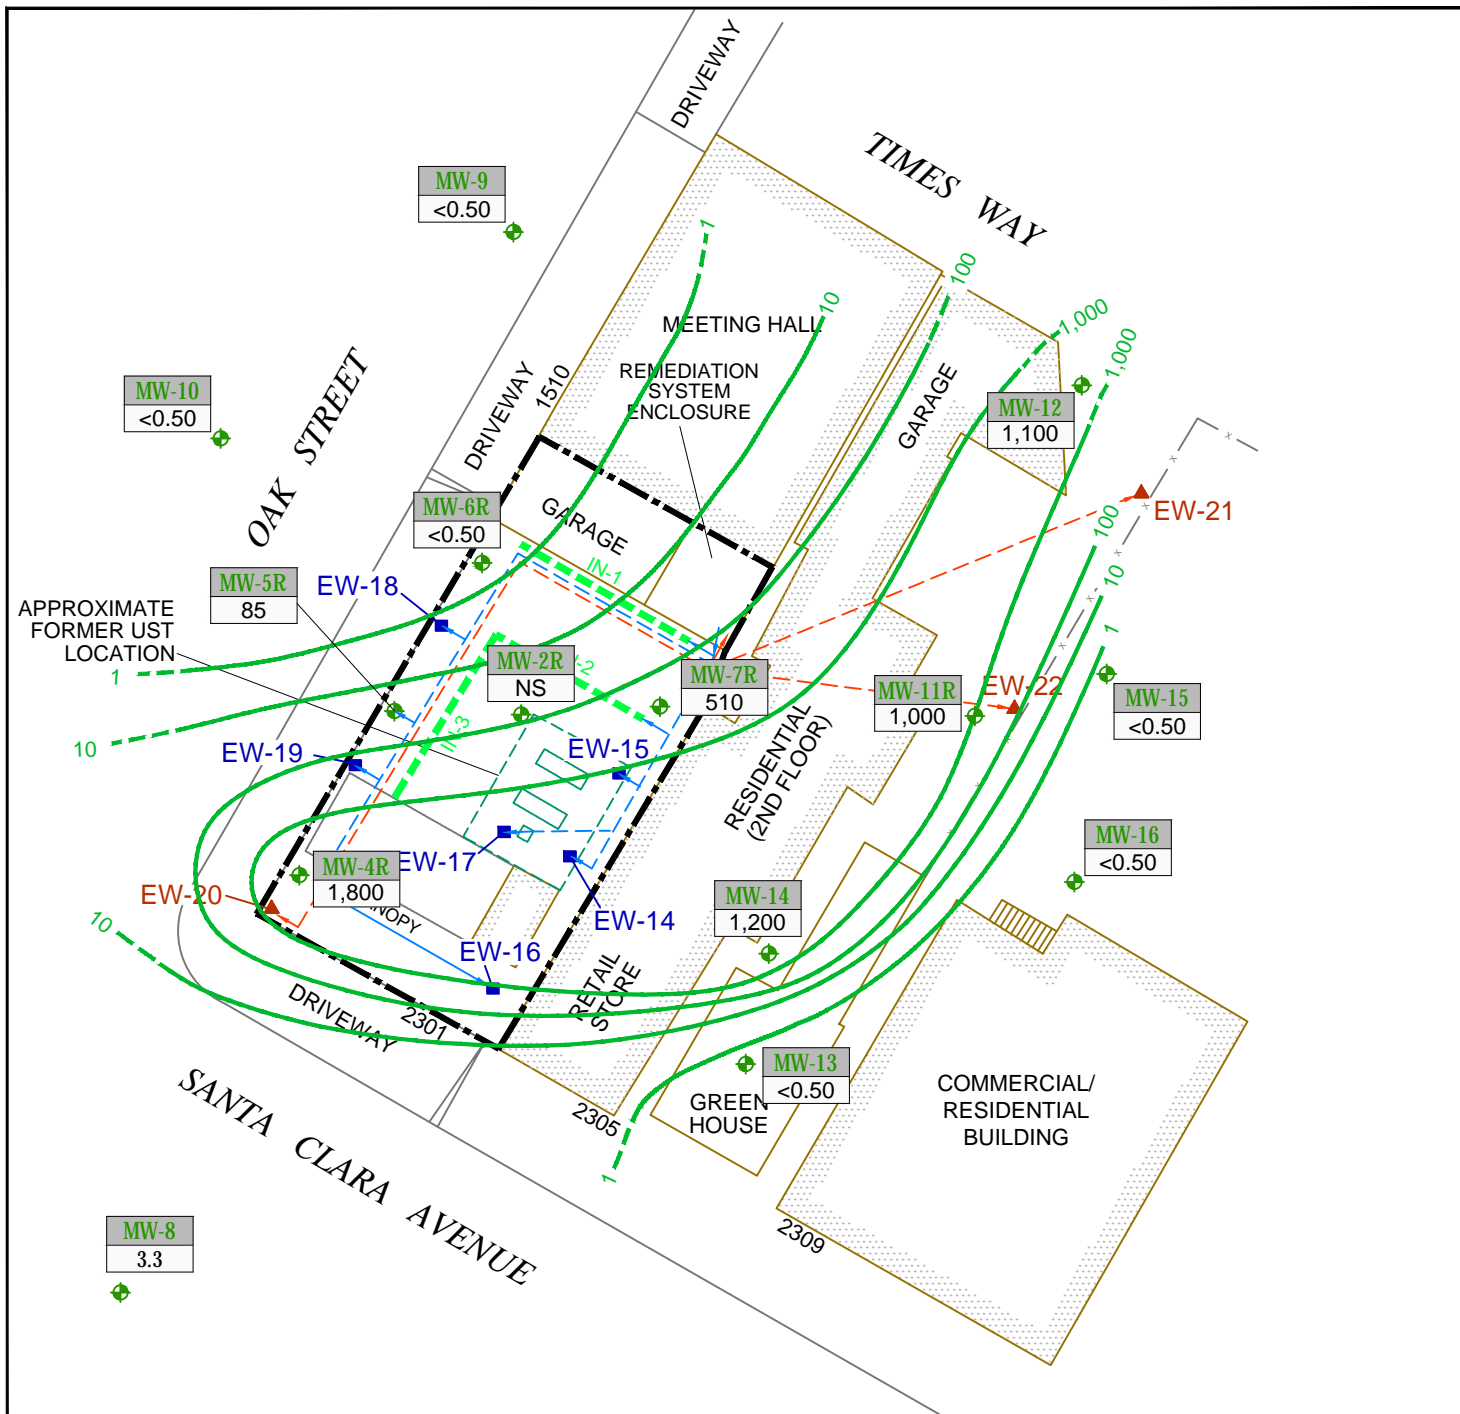 DRIVEWAY
TIMES WAY
MW-9
<0.50
1
100
10
1,000
1,000
MEETING HALL
REMEDIATION
SYSTEM
ENCLOSURE
MW-10
<0.50
OAK STREET
DRIVEWAY
1510
GARAGE
MW-12
1,100
MW-6R
<0.50
GARAGE
EW-21
100
IN-1
MW-5R
85
EW-18
10
APPROXIMATE
FORMER UST
LOCATION
1
1
MW-2R
NS
-2
MW-7R
510
MW-11R
1,000
EW-22
MW-15
<0.50
10
IN-3
EW-19
EW-15
RESIDENTIAL
(2ND FLOOR)
MW-16
<0.50
EW-17
MW-4R
1,800
EW-20
MW-14
1,200
10
NOPY
EW-14
EW-16
RETAIL
STORE
DRIVEWAY
2301
MW-13
<0.50
GREEN
HOUSE
COMMERCIAL/
RESIDENTIAL
BUILDING
2305
1
SANTA CLARA AVENUE
2309
MW-8
3.3